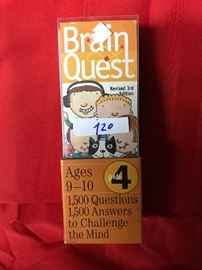 Brain
Quest
Revised 3rd
Edition
120
Ages
9-10
4
1,500 Questions
1,500 Answers
to Challenge
the Mind